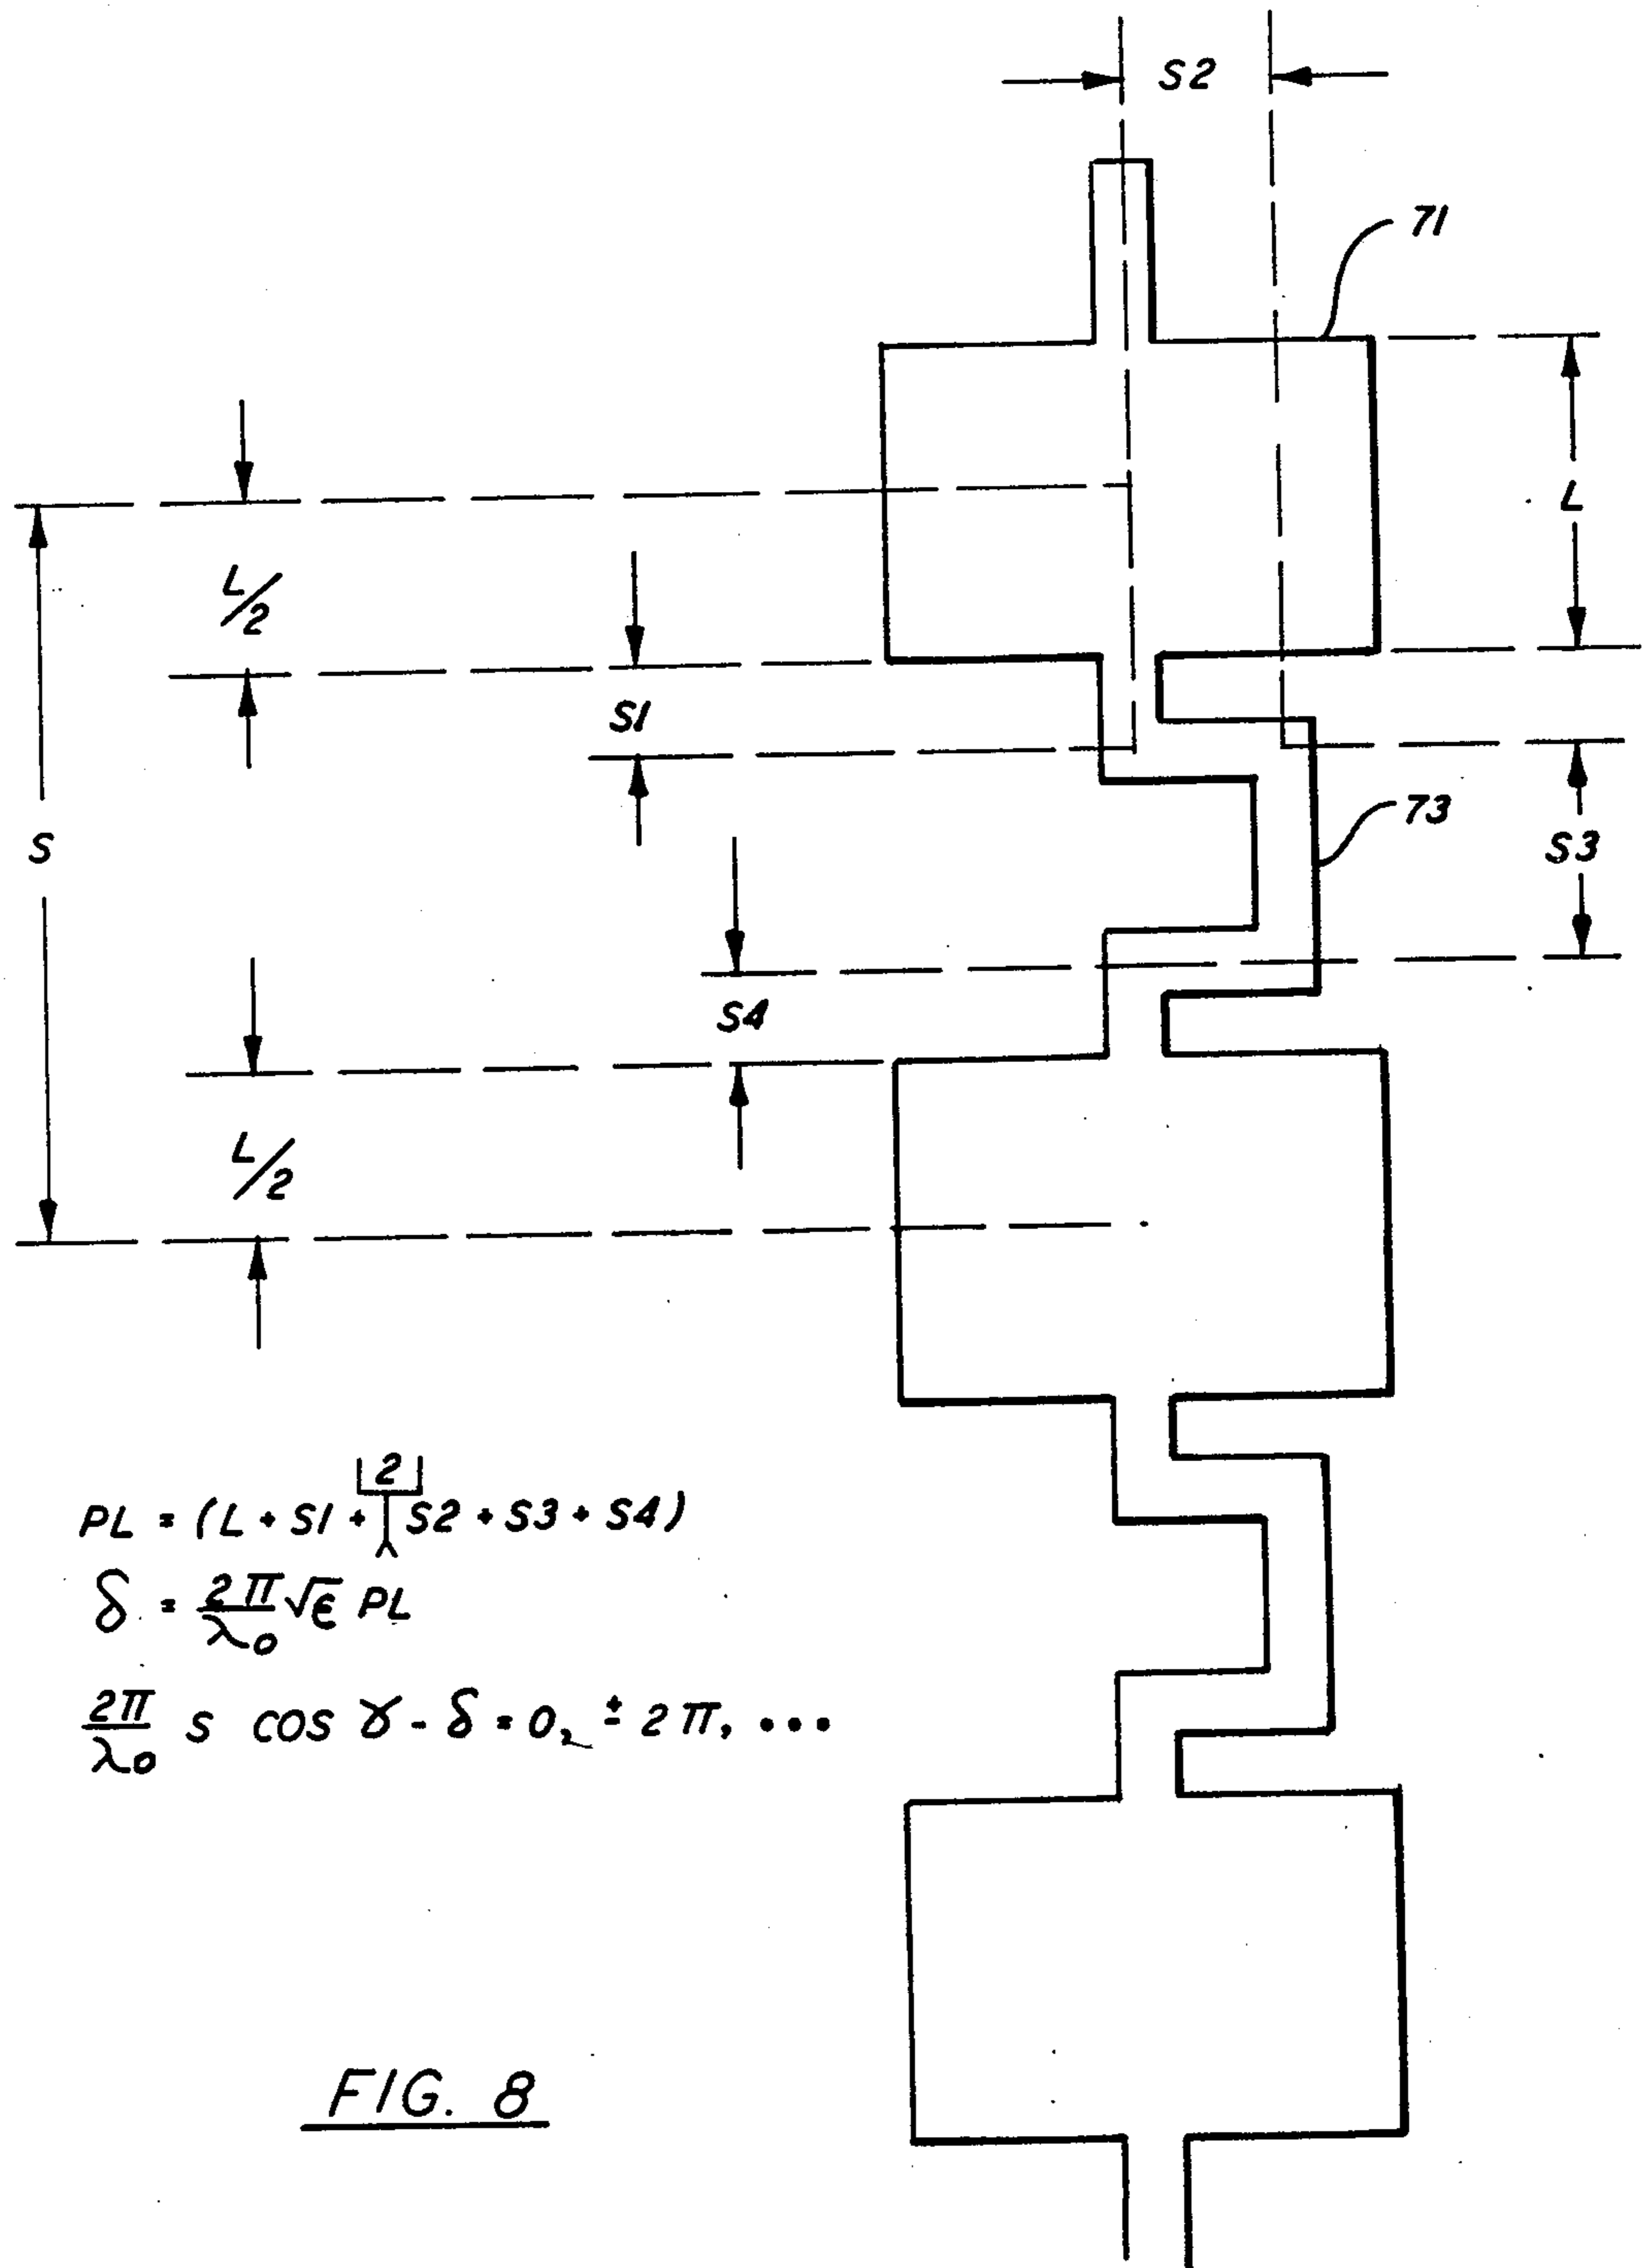 S2
71
L
L/2
S1
S
73
S3
S4
L/2
2
PL = (L + S1 + S2 + S3 + S4)
δ = 2π/λ0 √ε PL
2π/λ0 S COS γ - δ = 0, ± 2π, •••
FIG. 8